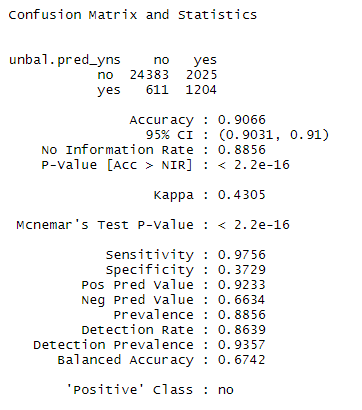 Confusion Matrix and Statistics
unbal.pred_yns no yes
no 24383 2025
yes 611 1204
Accuracy : 0.9066
95% CI : (0.9031, 0.91)
No Information Rate : 0.8856
P-Value [Acc > NIR] : < 2.2e-16
Kappa : 0.4305
Mcnemar's Test P-Value : < 2.2e-16
Sensitivity : 0.9756
Specificity : 0.3729
Pos Pred Value : 0.9233
Neg Pred Value : 0.6634
Prevalence : 0.8856
Detection Rate : 0.8639
Detection Prevalence : 0.9357
Balanced Accuracy : 0.6742
'Positive' Class : no